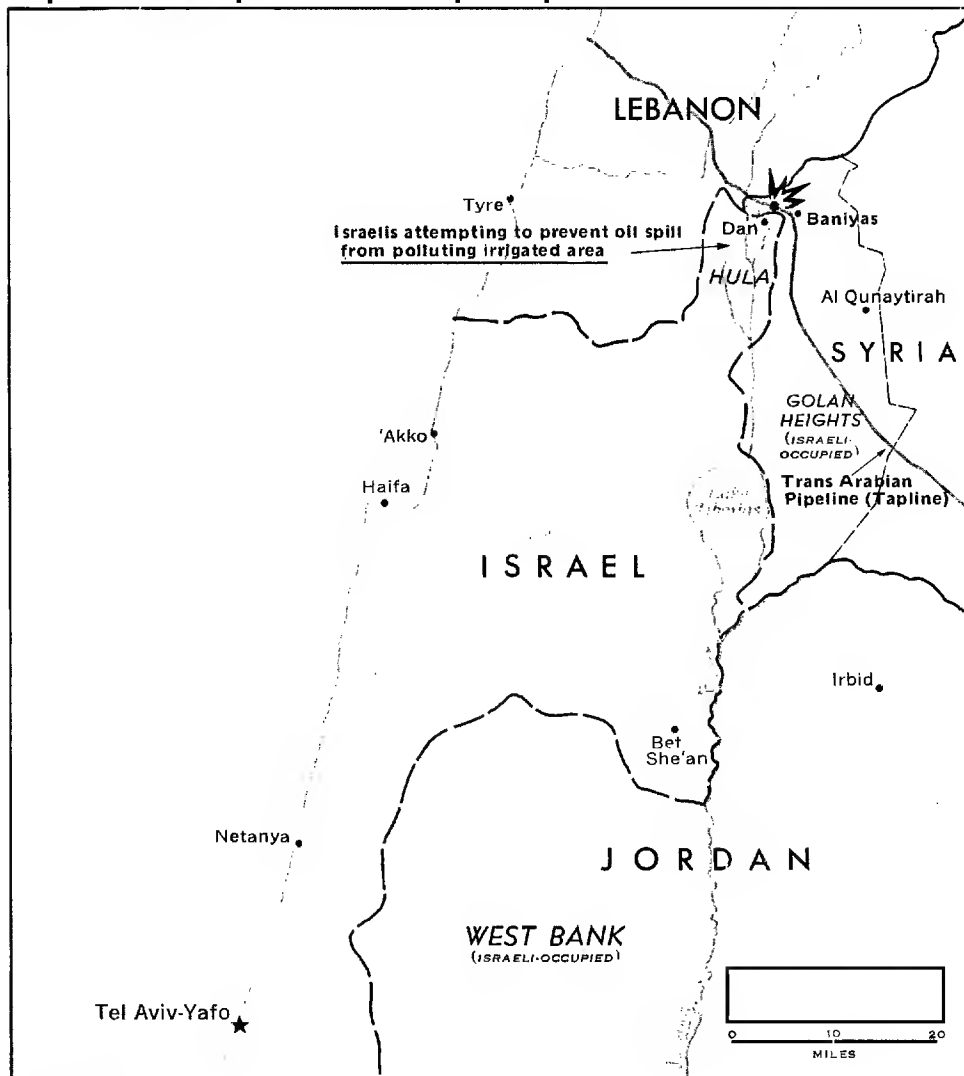 LEBANON
Tyre
Israelis attempting to prevent oil spill
from polluting irrigated area
Dan
Baniyas
HULA
Al Qunaytirah
SYRIA
GOLAN
HEIGHTS
(ISRAELI-
OCCUPIED)
'Akko
Haifa
Trans Arabian
Pipeline (Tapline)
Lake
Tiberias
ISRAEL
Irbid
Bet
She'an
Netanya
JORDAN
WEST BANK
(ISRAELI-OCCUPIED)
Tel Aviv-Yafo
0 10 20
MILES